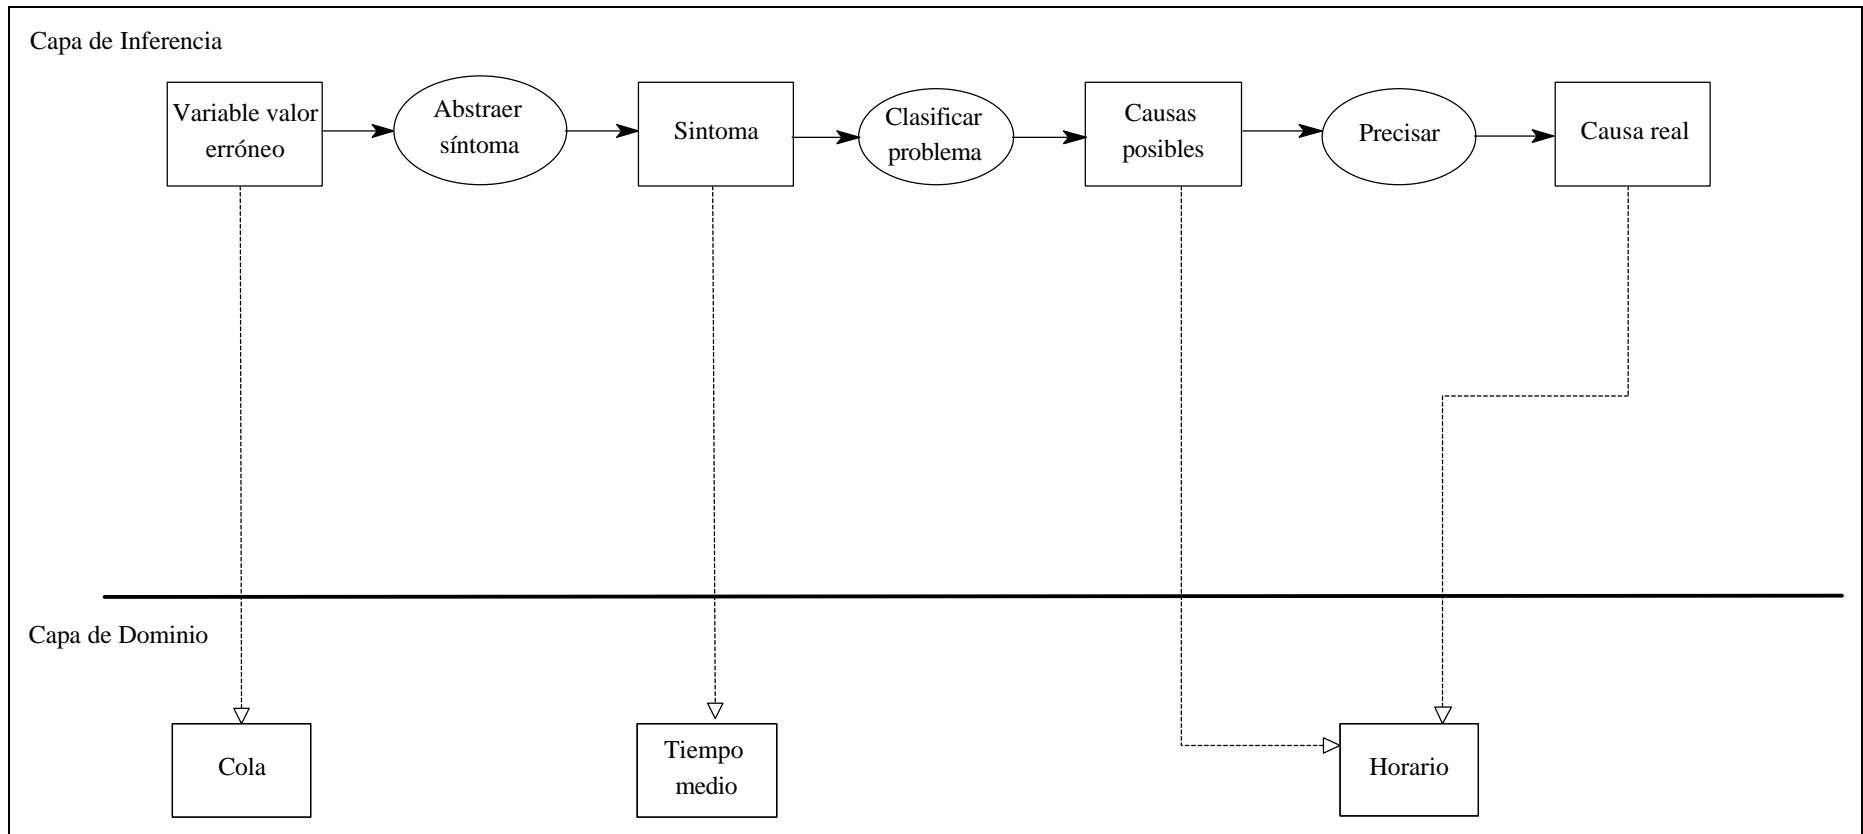 Capa de Inferencia
Variable valor
erróneo
Abstraer
síntoma
Sintoma
Clasificar
problema
Causas
posibles
Precisar
Causa real
Capa de Dominio
Cola
Tiempo
medio
Horario